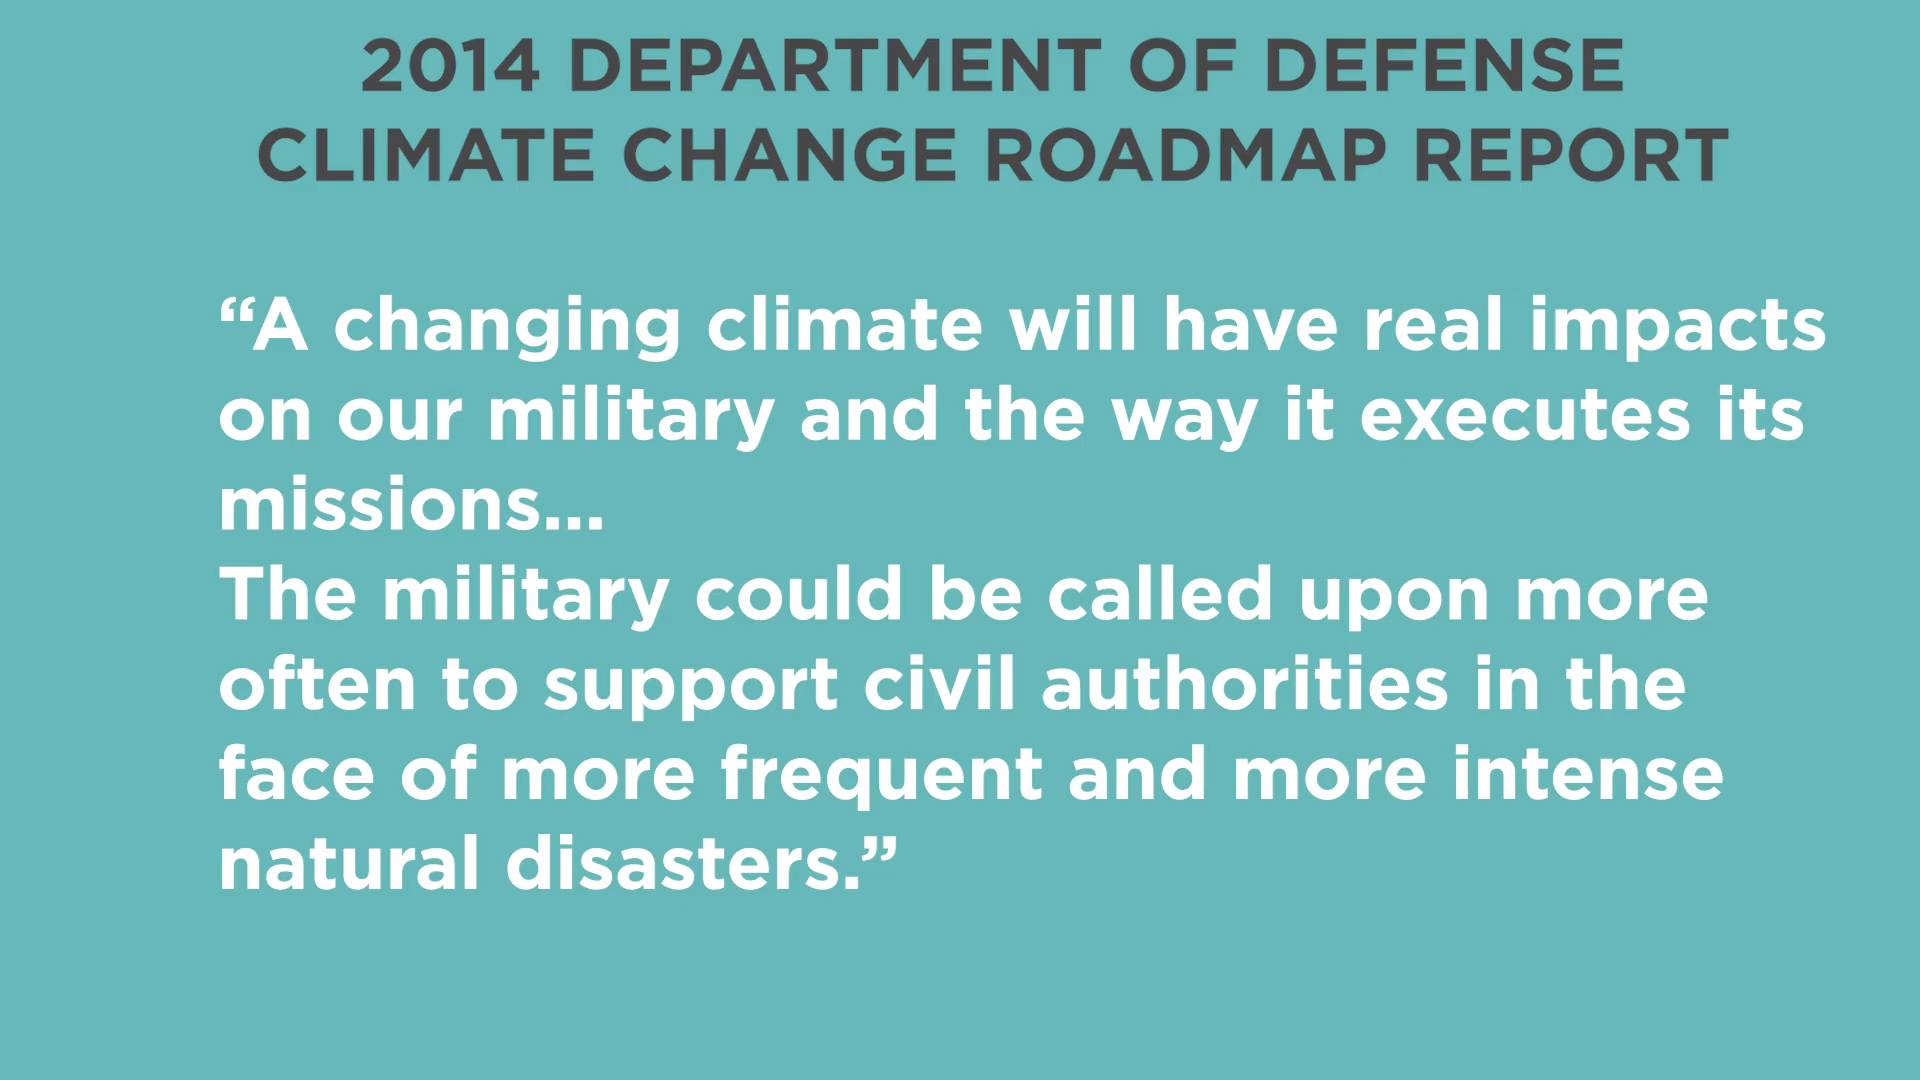 2014 DEPARTMENT OF DEFENSE
CLIMATE CHANGE ROADMAP REPORT
“A changing climate will have real impacts
on our military and the way it executes its
missions...
The military could be called upon more
often to support civil authorities in the
face of more frequent and more intense
natural disasters.”